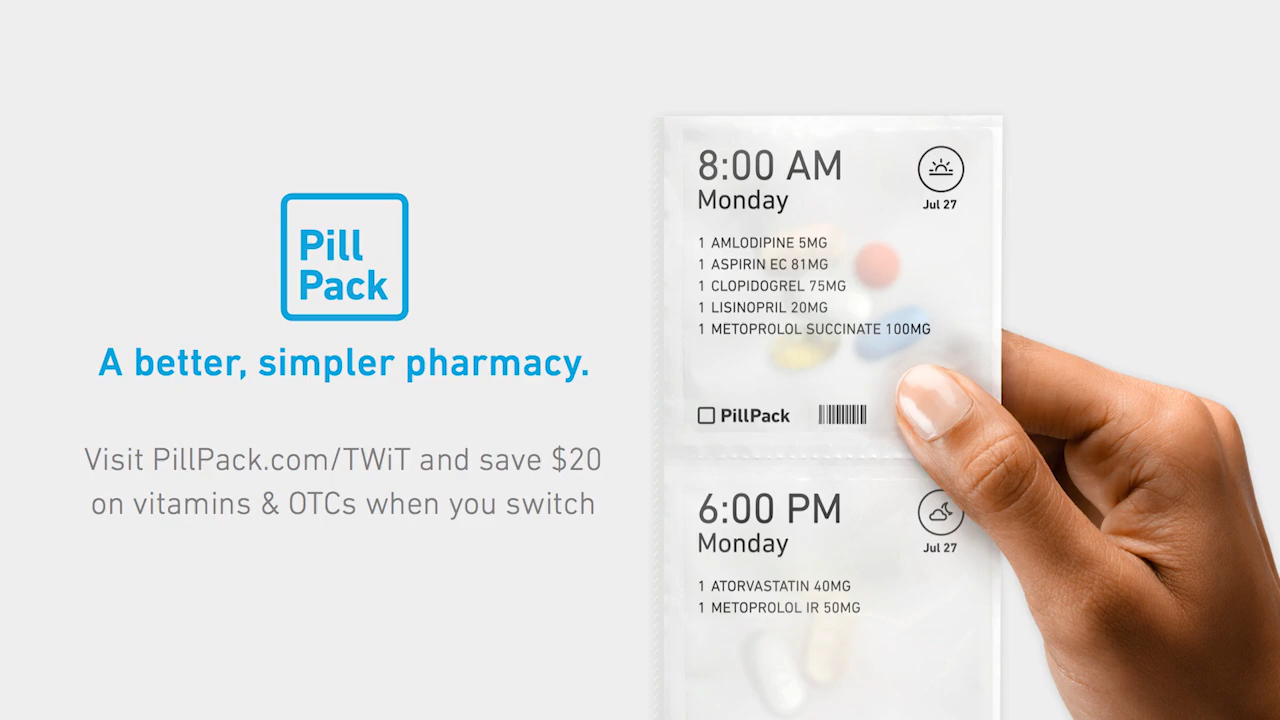 Pill
Pack
A better, simpler pharmacy.
Visit PillPack.com/TWiT and save $20
on vitamins & OTCs when you switch
8:00 AM
Monday
Jul 27
1 AMLODIPINE 5MG
1 ASPIRIN EC 81MG
1 CLOPIDOGREL 75MG
1 LISINOPRIL 20MG
1 METOPROLOL SUCCINATE 100MG
PillPack
6:00 PM
Monday
Jul 27
1 ATORVASTATIN 40MG
1 METOPROLOL IR 50MG